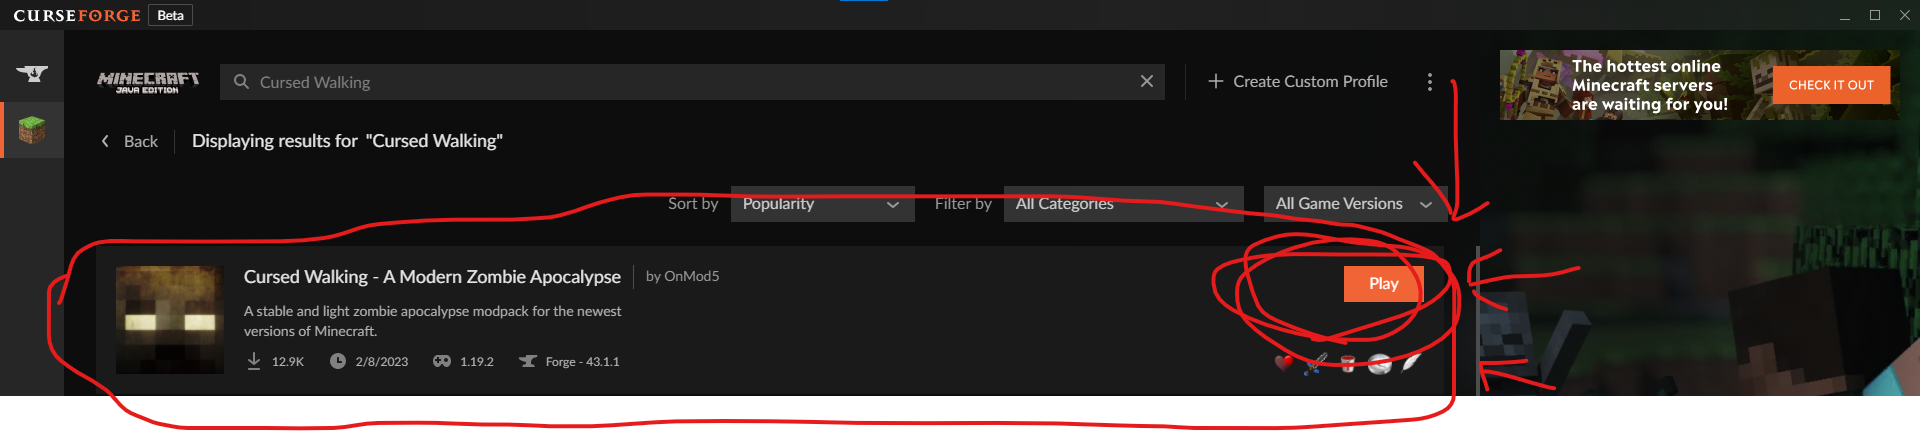 CURSEFORGE Beta
MINECRAFT
JAVA EDITION
Cursed Walking
Create Custom Profile
The hottest online
Minecraft servers
are waiting for you!
CHECK IT OUT
Back
Displaying results for "Cursed Walking"
Sort by Popularity Filter by All Categories All Game Versions
Cursed Walking - A Modern Zombie Apocalypse by OnMod5
Play
A stable and light zombie apocalypse modpack for the newest
versions of Minecraft.
12.9K 2/8/2023 1.19.2 Forge - 43.1.1